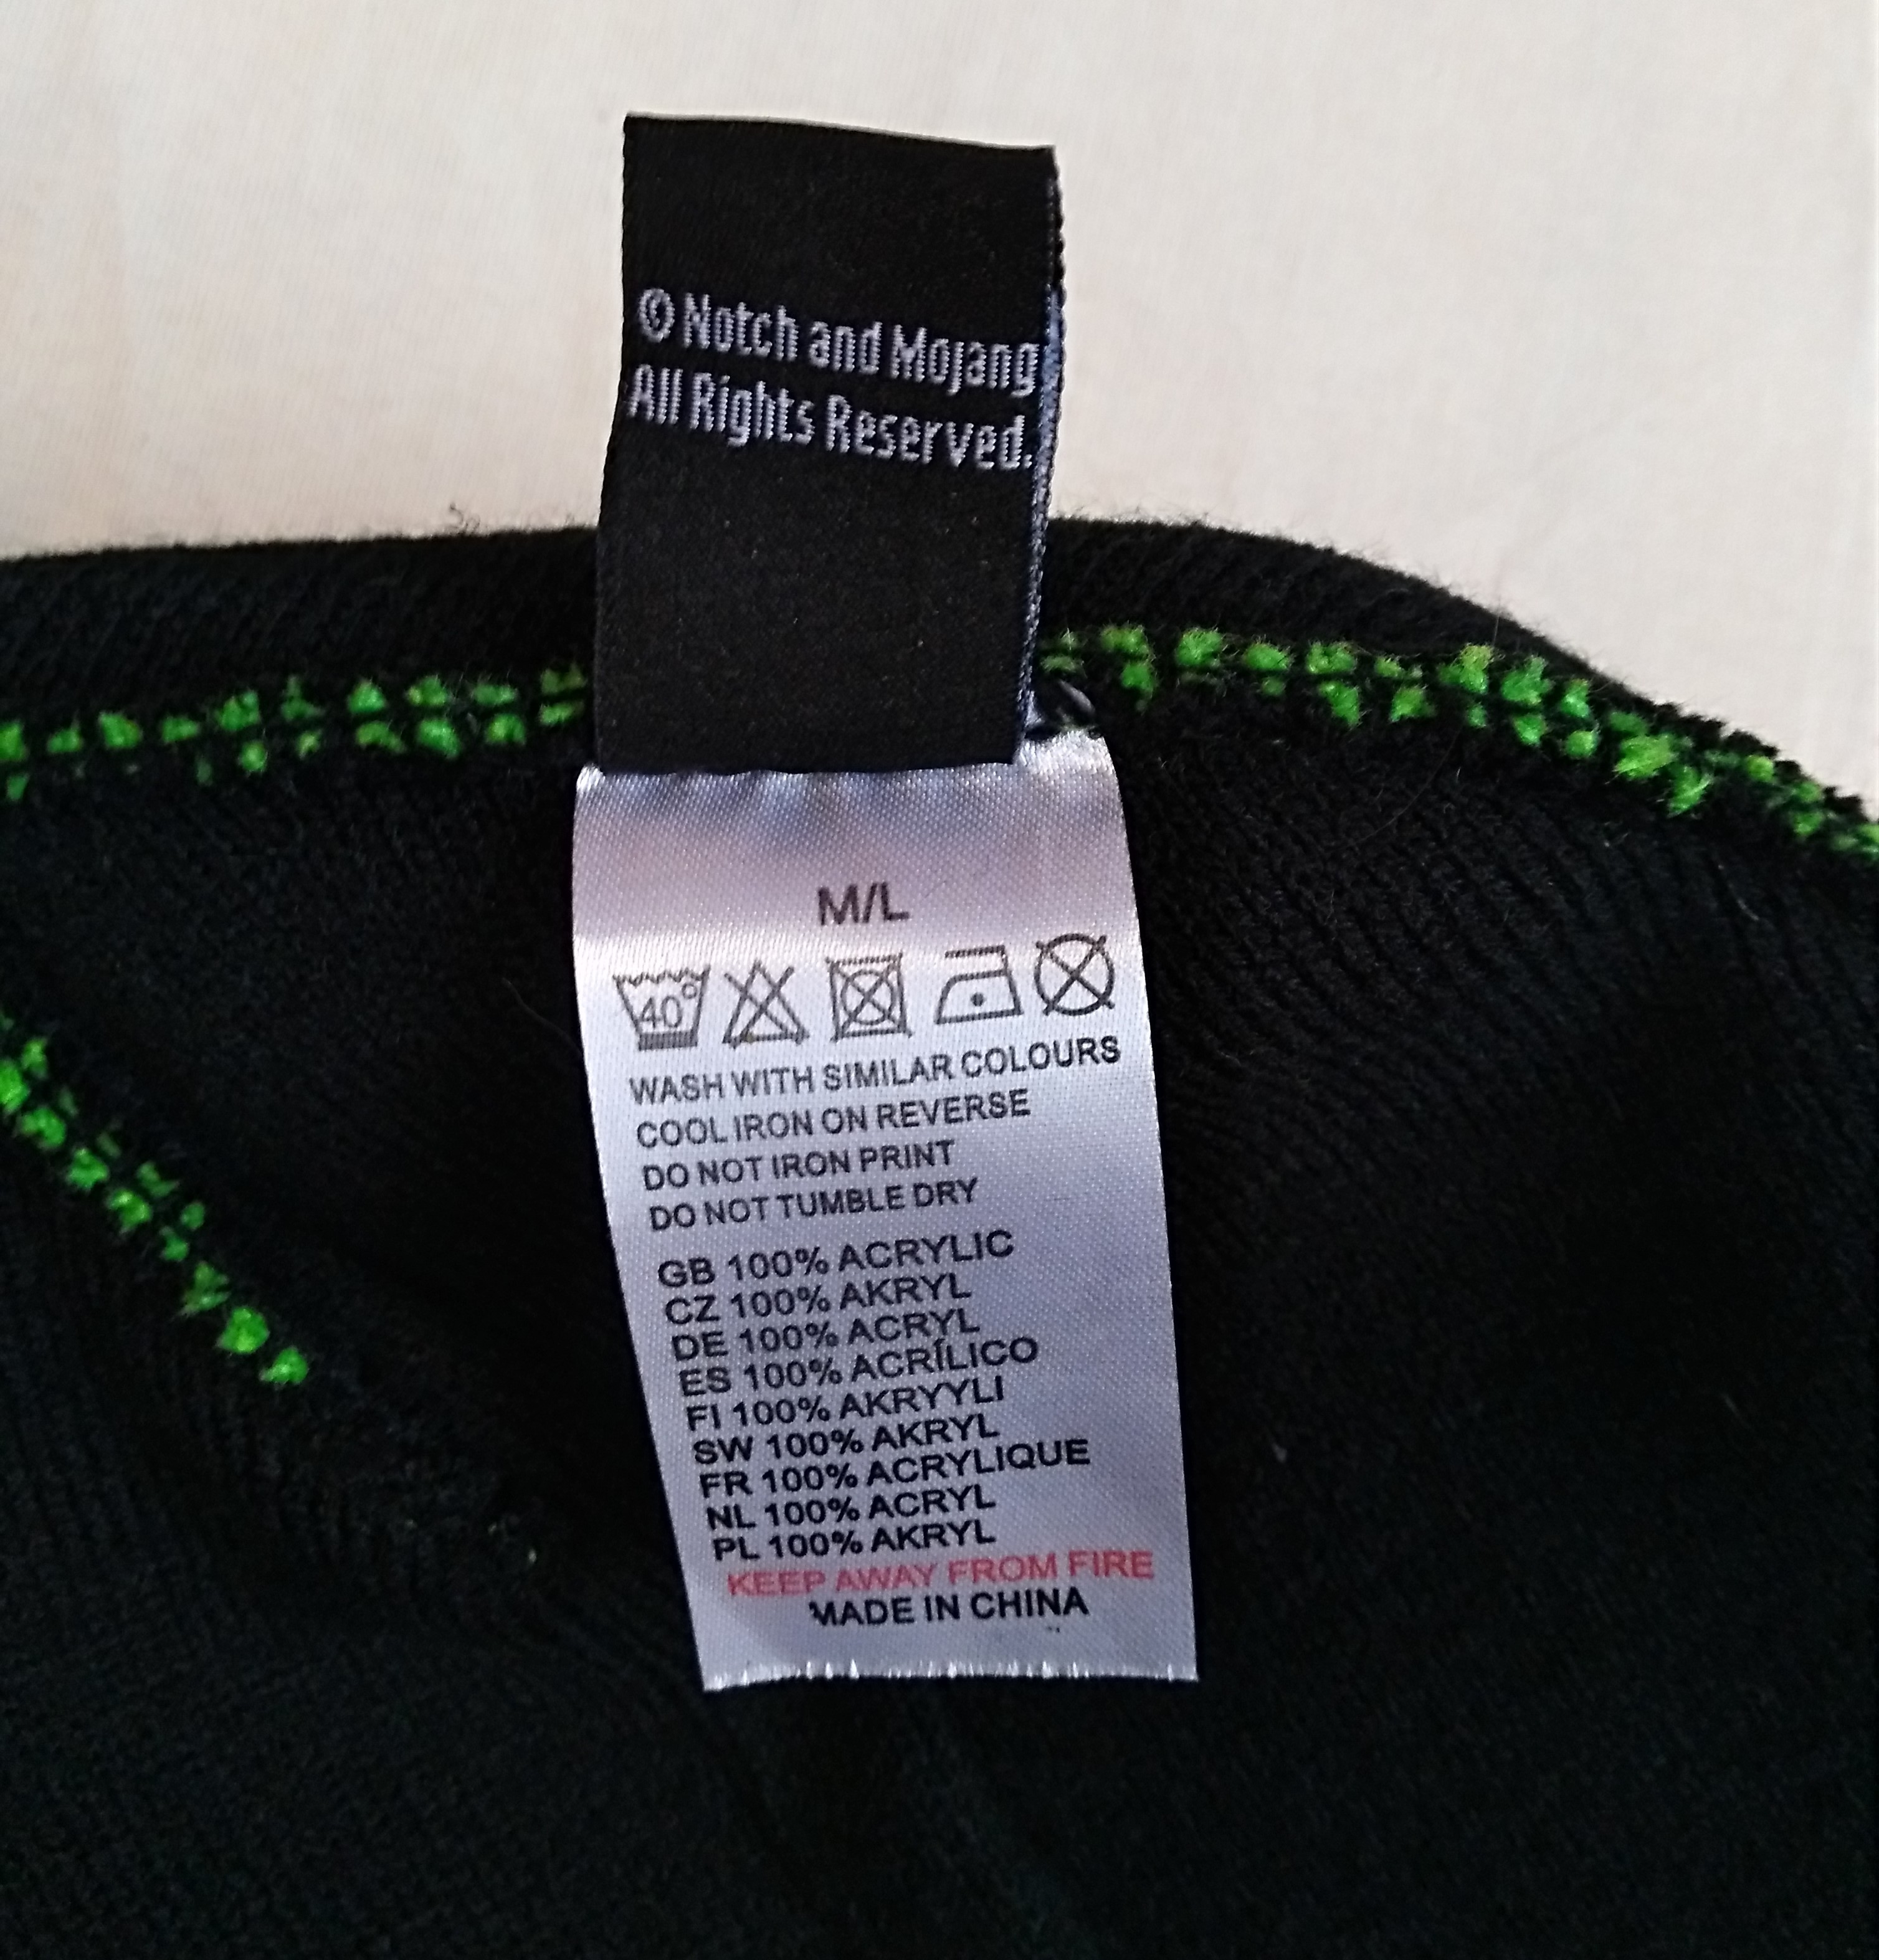 © Notch and Mojang
All Rights Reserved.
M/L
40°
WASH WITH SIMILAR COLOURS
COOL IRON ON REVERSE
DO NOT IRON PRINT
DO NOT TUMBLE DRY
GB 100% ACRYLIC
CZ 100% AKRYL
DE 100% ACRYL
ES 100% ACRÍLICO
FI 100% AKRYYLI
SW 100% AKRYL
FR 100% ACRYLIQUE
NL 100% ACRYL
PL 100% AKRYL
KEEP AWAY FROM FIRE
MADE IN CHINA